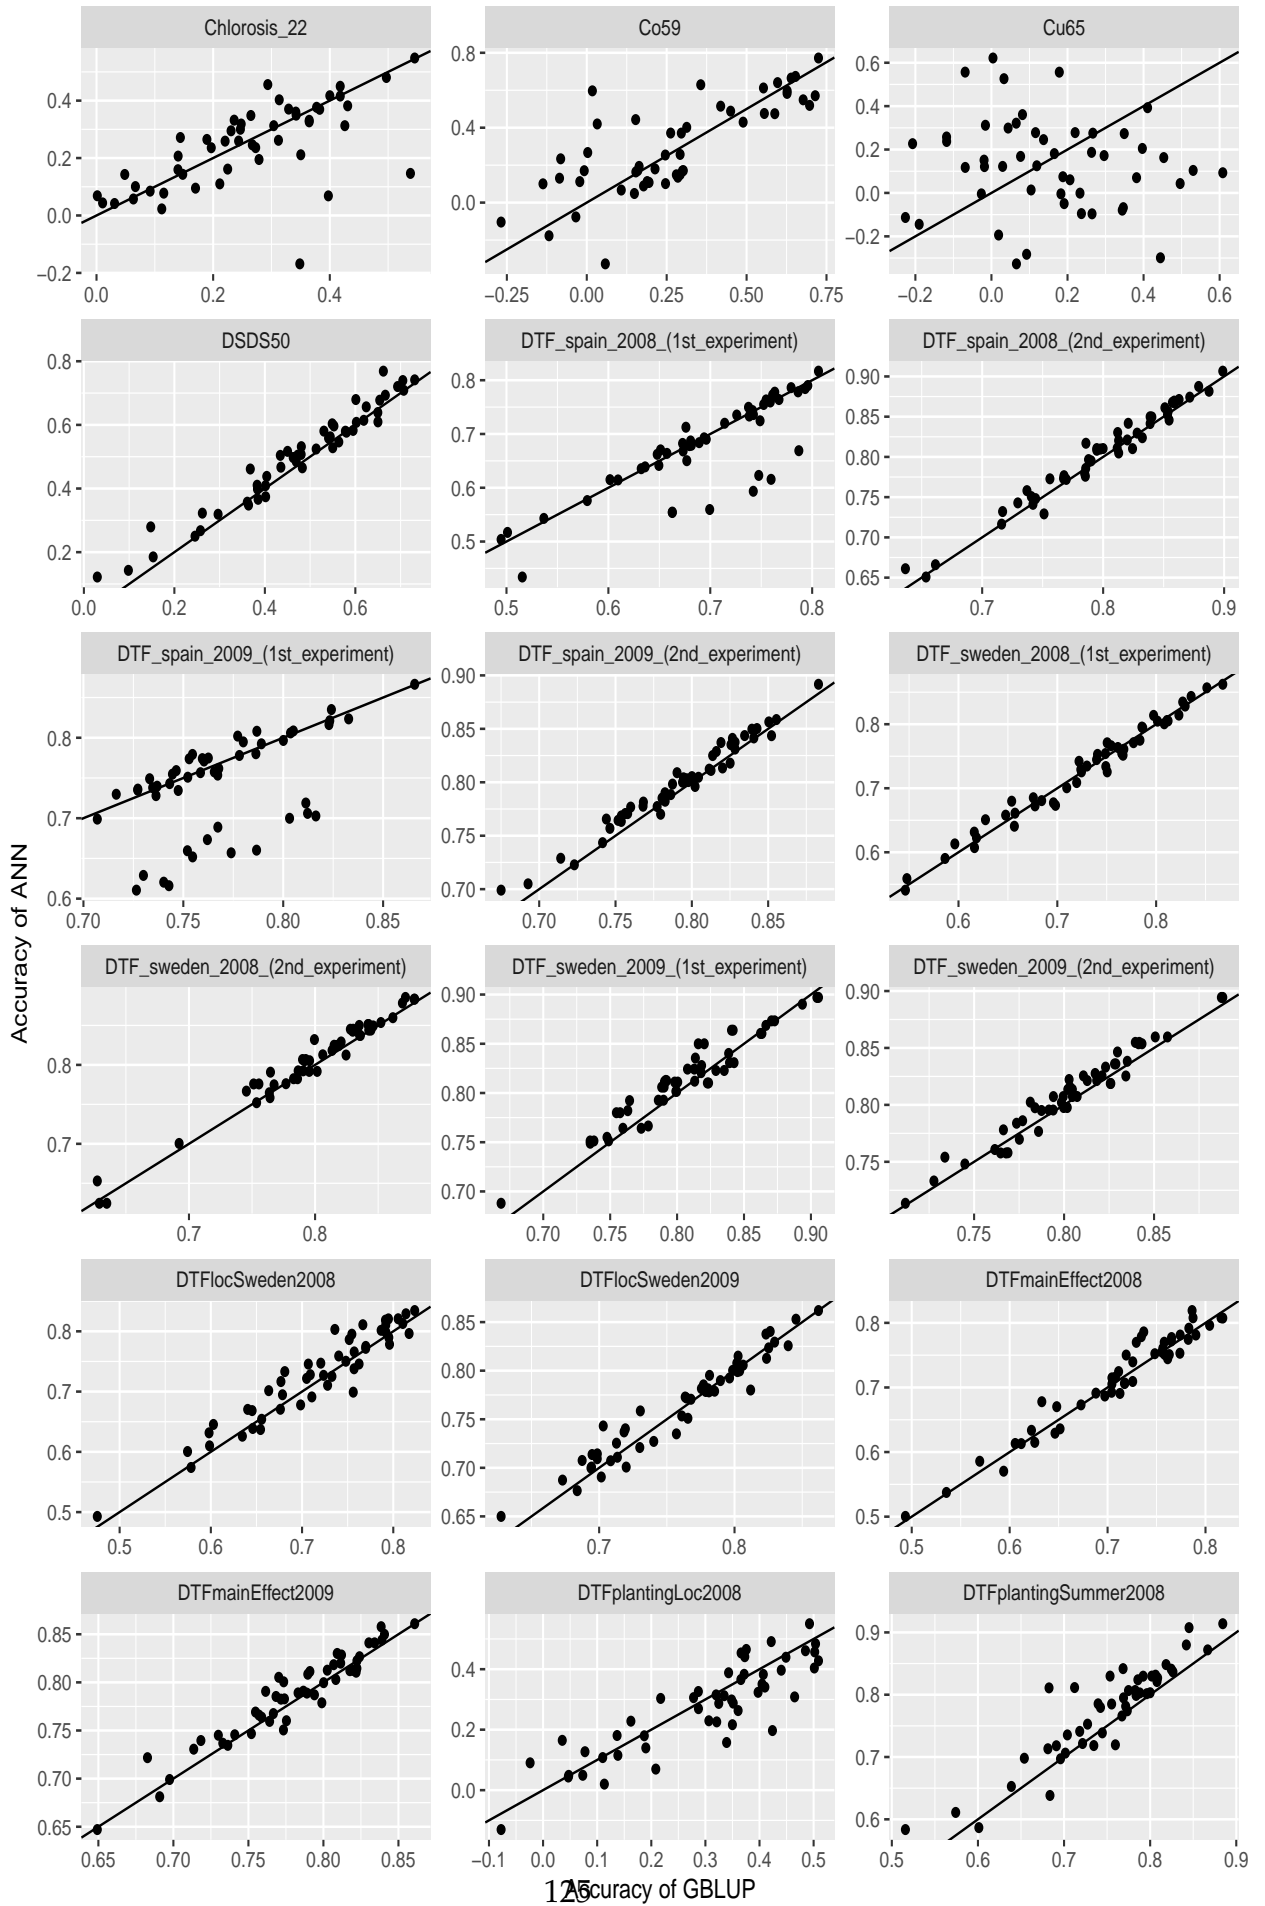 Chlorosis_22 Co59 Cu65
0.4 0.2 0.0 −0.2
0.8 0.4 0.0
0.6 0.4 0.2 0.0 −0.2
0.0 0.2 0.4 −0.25 0.00 0.25 0.50 0.75 −0.2 0.0 0.2 0.4 0.6
DSDS50 DTF_spain_2008_(1st_experiment) DTF_spain_2008_(2nd_experiment)
0.8 0.6 0.4 0.2
0.8 0.7 0.6 0.5
0.90 0.85 0.80 0.75 0.70 0.65
0.0 0.2 0.4 0.6 0.5 0.6 0.7 0.8 0.7 0.8 0.9
DTF_spain_2009_(1st_experiment) DTF_spain_2009_(2nd_experiment) DTF_sweden_2008_(1st_experiment)
0.8 0.7 0.6
0.90 0.85 0.80 0.75 0.70
0.8 0.7 0.6
0.70 0.75 0.80 0.85 0.70 0.75 0.80 0.85 0.6 0.7 0.8
Accuracy of ANN
DTF_sweden_2008_(2nd_experiment) DTF_sweden_2009_(1st_experiment) DTF_sweden_2009_(2nd_experiment)
0.8 0.7
0.90 0.85 0.80 0.75 0.70
0.90 0.85 0.80 0.75
0.7 0.8 0.70 0.75 0.80 0.85 0.90 0.75 0.80 0.85
DTFlocSweden2008 DTFlocSweden2009 DTFmainEffect2008
0.8 0.7 0.6 0.5
0.85 0.80 0.75 0.70 0.65
0.8 0.7 0.6 0.5
0.5 0.6 0.7 0.8 0.7 0.8 0.5 0.6 0.7 0.8
DTFmainEffect2009 DTFplantingLoc2008 DTFplantingSummer2008
0.85 0.80 0.75 0.70 0.65
0.4 0.2 0.0
0.9 0.8 0.7 0.6
0.65 0.70 0.75 0.80 0.85 −0.1 0.0 0.1 0.2 0.3 0.4 0.5 0.5 0.6 0.7 0.8 0.9
Accuracy of GBLUP
125